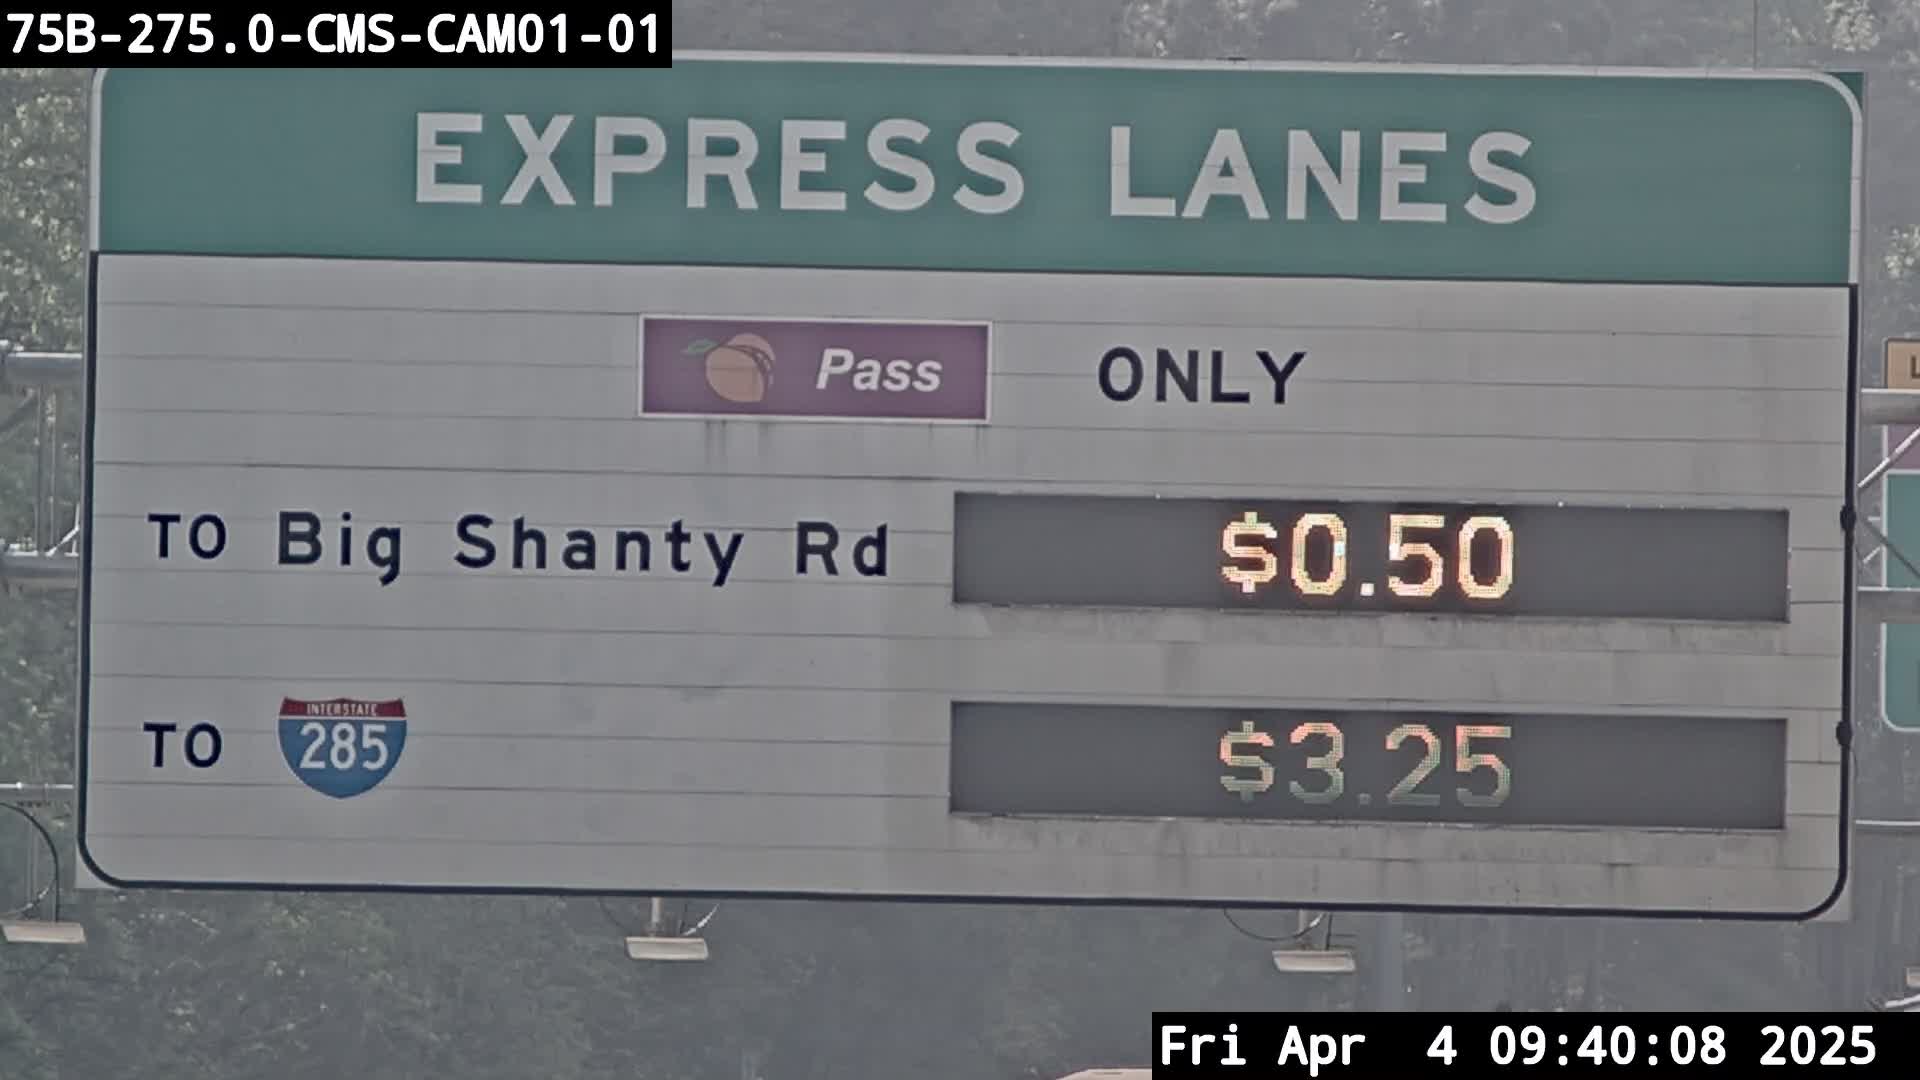 75B-275.0-CMS-CAM01-01
EXPRESS LANES
Pass ONLY
TO Big Shanty Rd $0.50
TO INTERSTATE 285 $3.25
Fri Apr 4 09:40:08 2025